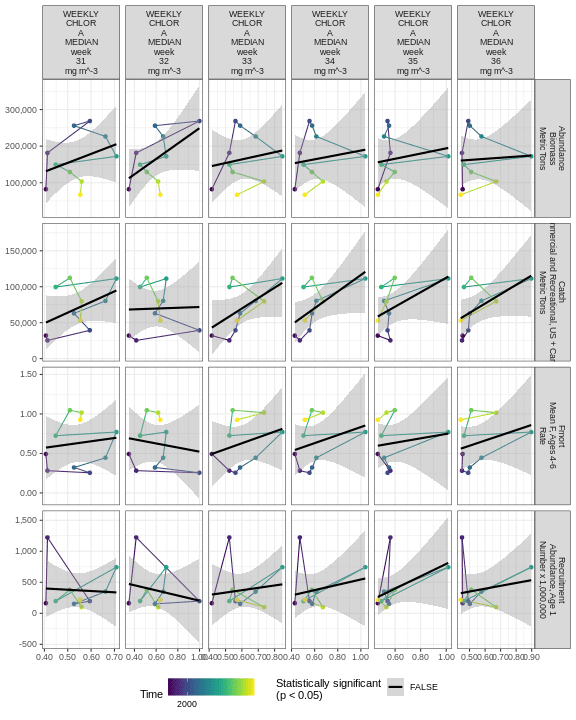 WEEKLY
CHLOR
A
MEDIAN
week
31
mg m^-3
WEEKLY
CHLOR
A
MEDIAN
week
32
mg m^-3
WEEKLY
CHLOR
A
MEDIAN
week
33
mg m^-3
WEEKLY
CHLOR
A
MEDIAN
week
34
mg m^-3
WEEKLY
CHLOR
A
MEDIAN
week
35
mg m^-3
WEEKLY
CHLOR
A
MEDIAN
week
36
mg m^-3
300,000
200,000
100,000
Abundance
Biomass
Metric Tons
150,000
100,000
50,000
0
Catch
mmercial and Recreational, US + Can
Metric Tons
1.50
1.00
0.50
0.00
Fmort
Mean F, Ages 4-6
Rate
1,500
1,000
500
0
-500
Recruitment
Abundance, Age 1
Number x 1,000,000
0.40 0.50 0.60 0.70
0.40 0.60 0.80
0.50 0.60 0.70 0.80
0.40 0.60 0.80 1.00
0.60 0.80 1.00
0.50 0.60 0.70 0.80 0.90
Time
2000
Statistically significant
(p < 0.05)
FALSE